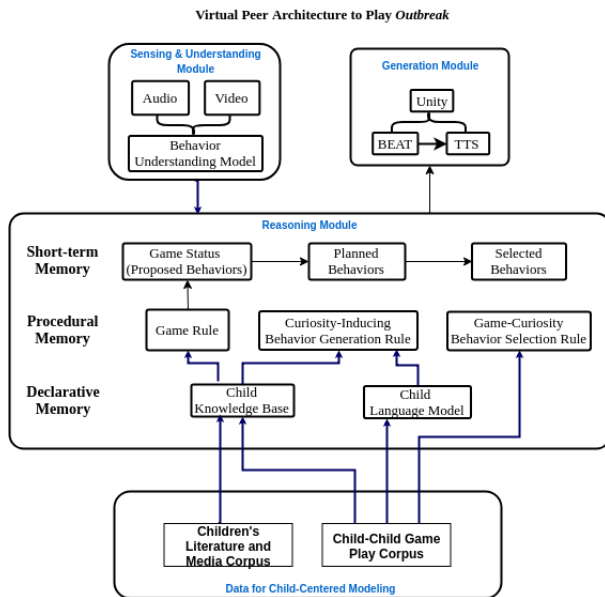 Virtual Peer Architecture to Play Outbreak
Sensing & Understanding
Module
Audio
Video
Behavior
Understanding Model
Generation Module
Unity
BEAT
TTS
Reasoning Module
Short-term
Memory
Game Status
(Proposed Behaviors)
Planned
Behaviors
Selected
Behaviors
Procedural
Memory
Game Rule
Curiosity-Inducing
Behavior Generation Rule
Game-Curiosity
Behavior Selection Rule
Declarative
Memory
Child
Knowledge Base
Child
Language Model
Children's
Literature and
Media Corpus
Child-Child Game
Play Corpus
Data for Child-Centered Modeling